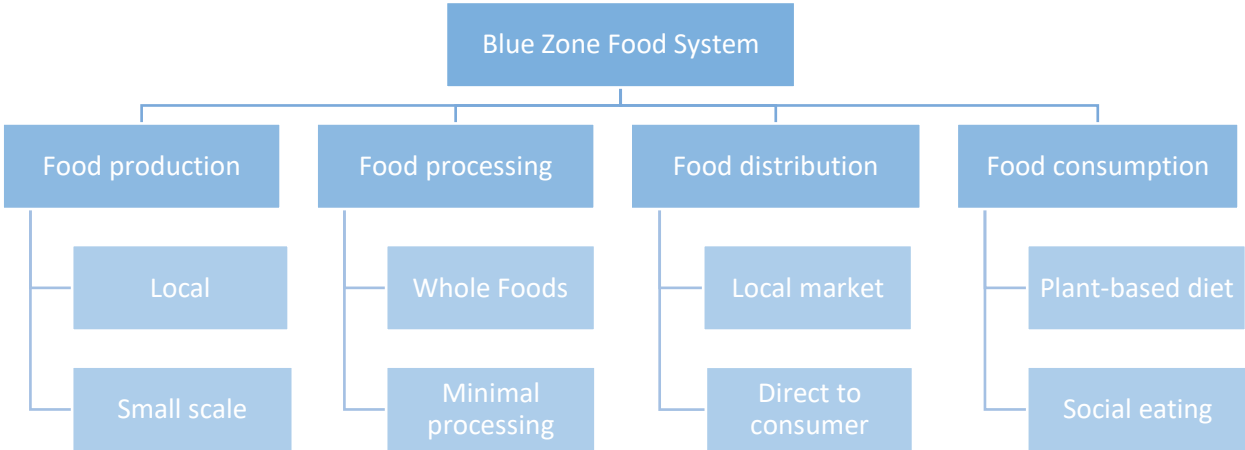 Blue Zone Food System
Food production
Food processing
Food distribution
Food consumption
Local
Whole Foods
Local market
Plant-based diet
Small scale
Minimal
processing
Direct to
consumer
Social eating